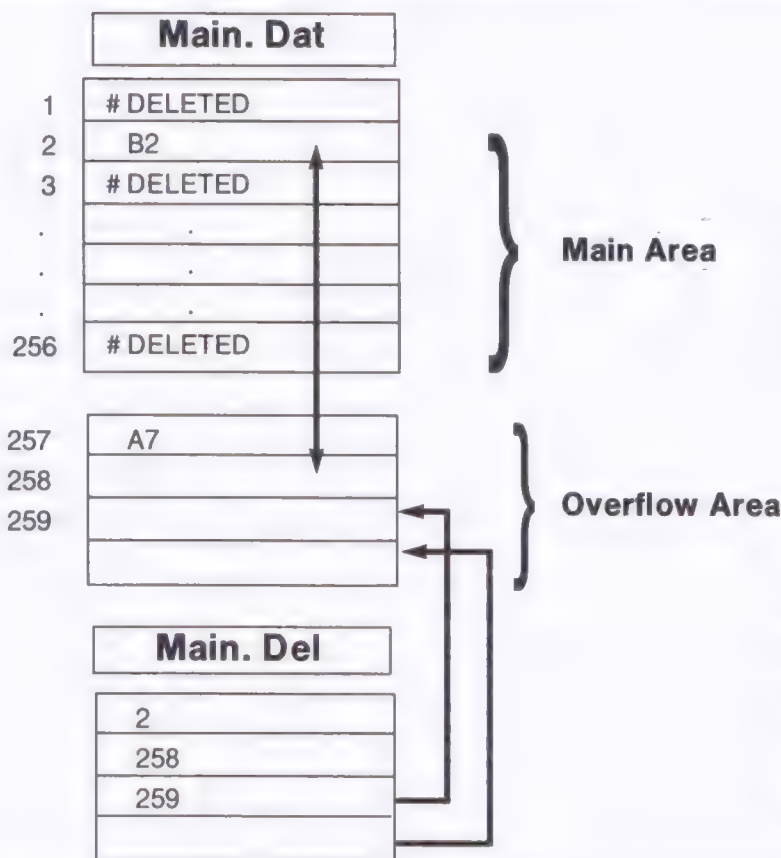 Main. Dat
1 # DELETED
2 B2
3 # DELETED
. .
. .
. .
256 # DELETED
Main Area
257 A7
258
259
Overflow Area
Main. Del
2
258
259